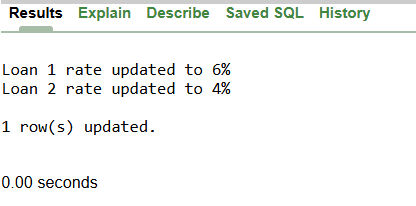 Results Explain Describe Saved SQL History
Loan 1 rate updated to 6%
Loan 2 rate updated to 4%
1 row(s) updated.
0.00 seconds